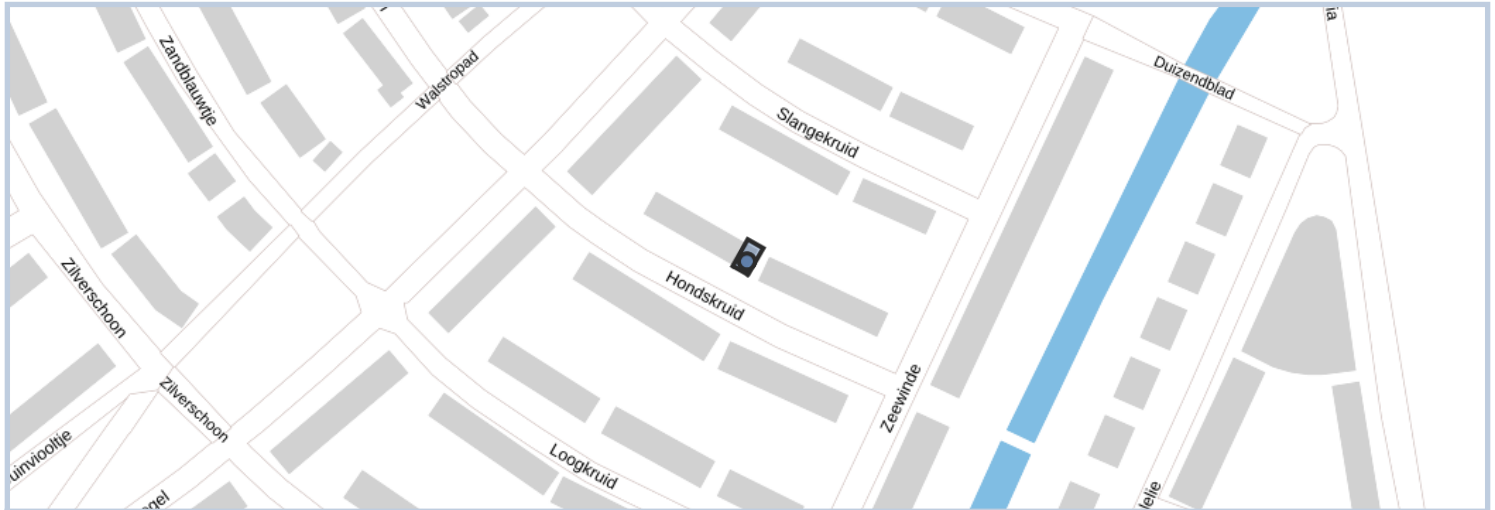 Zandblauwtje
Walstropad
Duizendblad
Slangekruid
Zilverschoon
Hondskruid
Zilverschoon
Zeewinde
Loogkruid